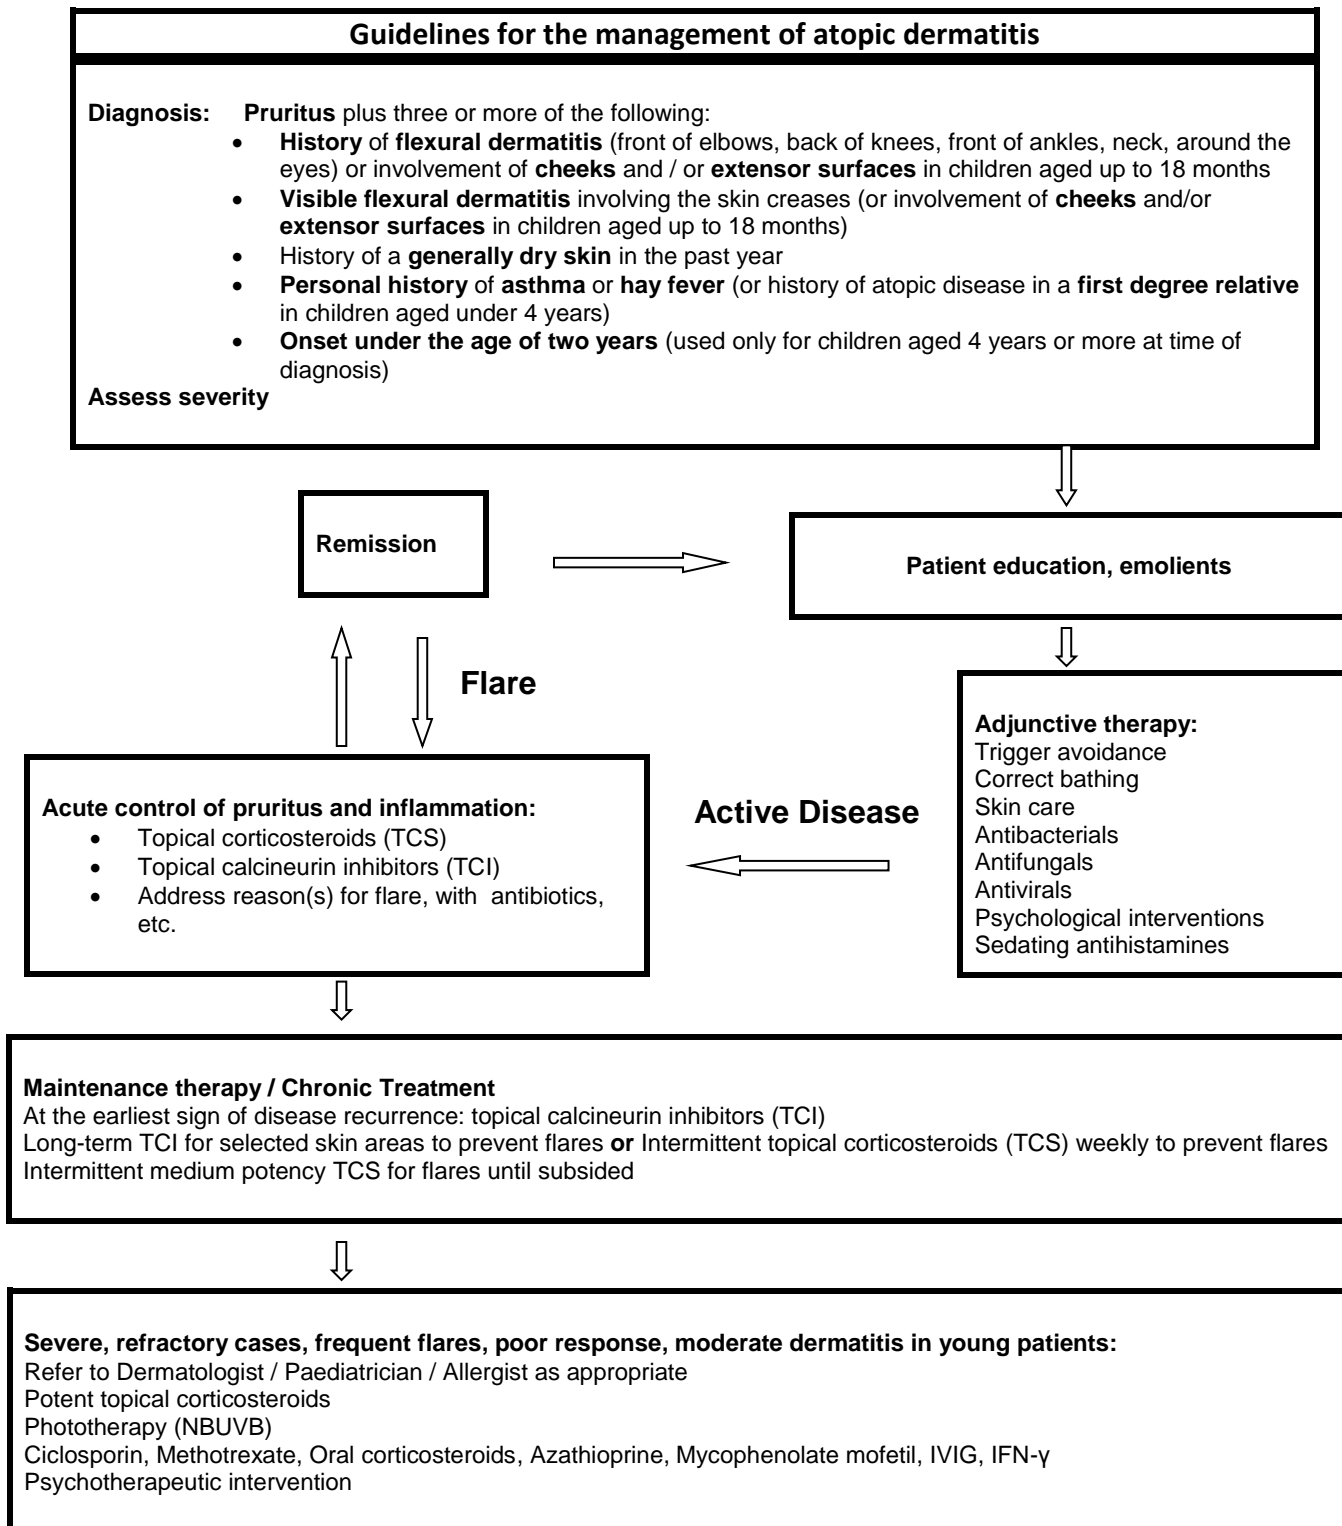 Guidelines for the management of atopic dermatitis
Diagnosis: Pruritus plus three or more of the following:
• History of flexural dermatitis (front of elbows, back of knees, front of ankles, neck, around the
eyes) or involvement of cheeks and / or extensor surfaces in children aged up to 18 months
• Visible flexural dermatitis involving the skin creases (or involvement of cheeks and/or
extensor surfaces in children aged up to 18 months)
• History of a generally dry skin in the past year
• Personal history of asthma or hay fever (or history of atopic disease in a first degree relative
in children aged under 4 years)
• Onset under the age of two years (used only for children aged 4 years or more at time of
diagnosis)
Assess severity
Remission
Patient education, emolients
Flare
Adjunctive therapy:
Trigger avoidance
Correct bathing
Skin care
Antibacterials
Antifungals
Antivirals
Psychological interventions
Sedating antihistamines
Active Disease
Acute control of pruritus and inflammation:
• Topical corticosteroids (TCS)
• Topical calcineurin inhibitors (TCI)
• Address reason(s) for flare, with antibiotics,
etc.
Maintenance therapy / Chronic Treatment
At the earliest sign of disease recurrence: topical calcineurin inhibitors (TCI)
Long-term TCI for selected skin areas to prevent flares or Intermittent topical corticosteroids (TCS) weekly to prevent flares
Intermittent medium potency TCS for flares until subsided
Severe, refractory cases, frequent flares, poor response, moderate dermatitis in young patients:
Refer to Dermatologist / Paediatrician / Allergist as appropriate
Potent topical corticosteroids
Phototherapy (NBUVB)
Ciclosporin, Methotrexate, Oral corticosteroids, Azathioprine, Mycophenolate mofetil, IVIG, IFN-γ
Psychotherapeutic intervention